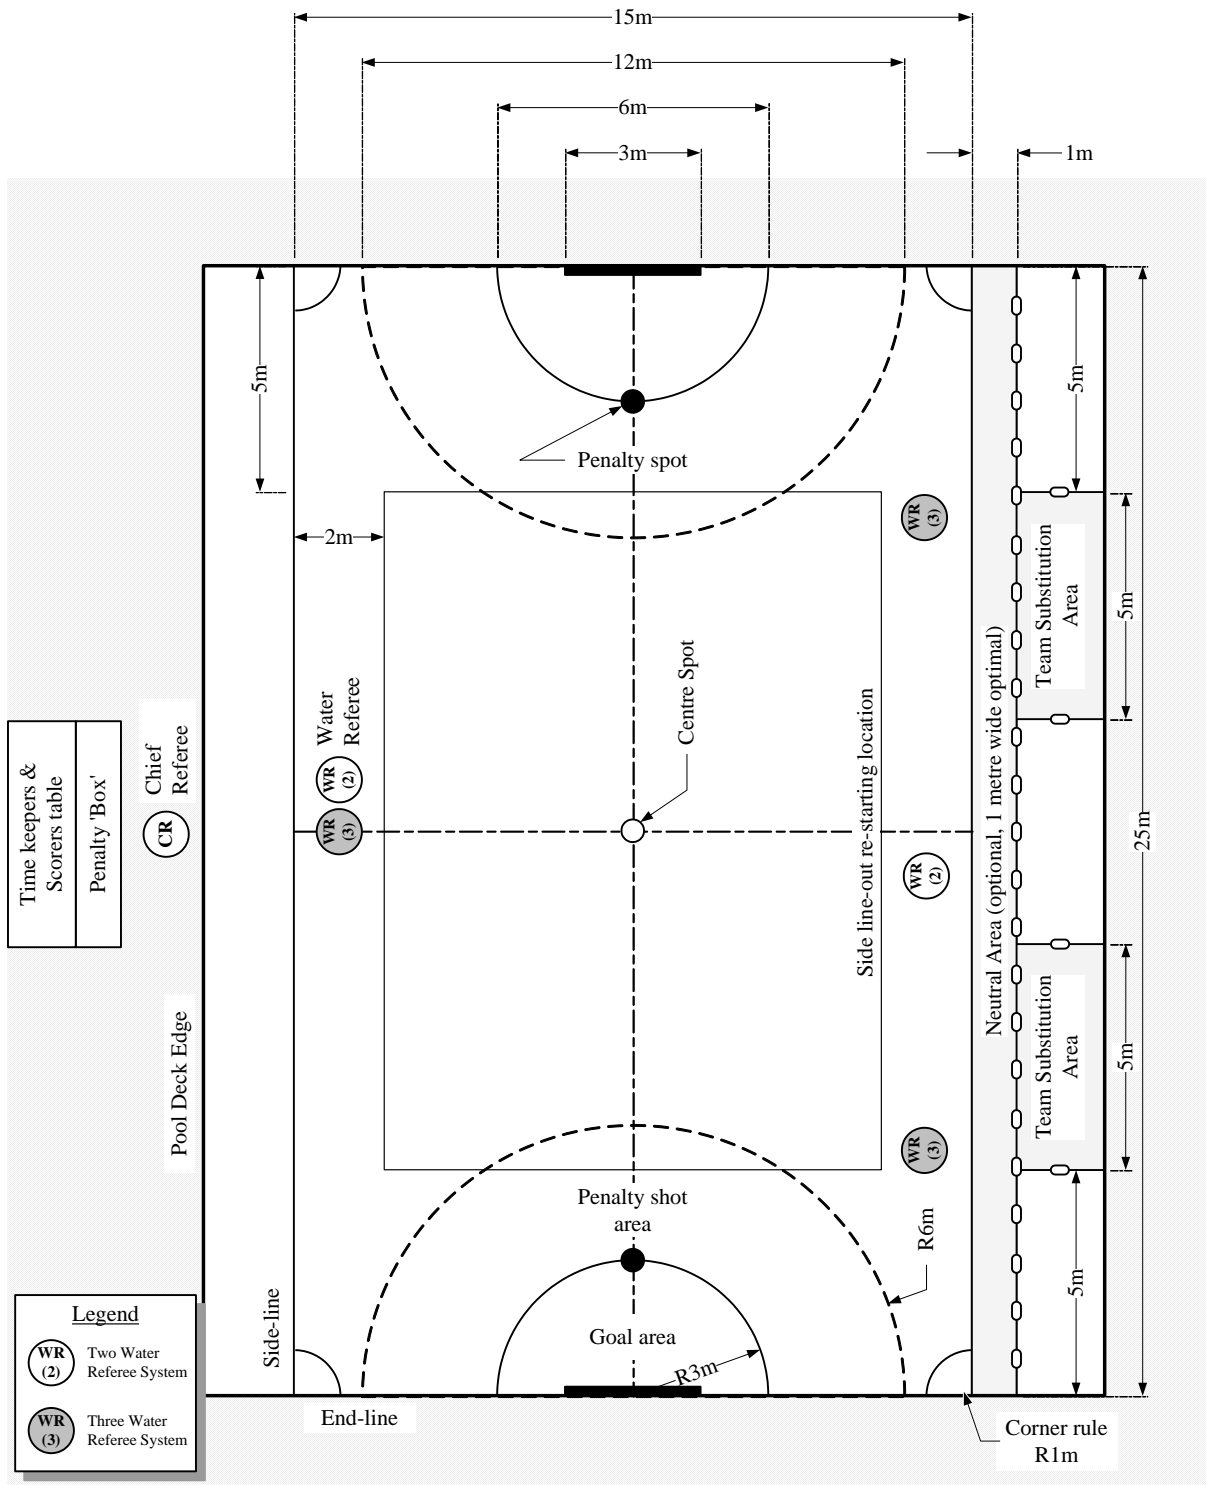 15m
12m
6m
3m
1m
5m
5m
Penalty spot
WR
(3)
2m
Team Substitution
Area
5m
Centre Spot
Water
Referee
WR
(2)
WR
(3)
Chief
Referee
CR
Time keepers &
Scorers table
Penalty 'Box'
Side line-out re-starting location
Neutral Area (optional, 1 metre wide optimal)
WR
(2)
25m
Team Substitution
Area
5m
Pool Deck Edge
WR
(3)
Penalty shot
area
R6m
Side-line
Goal area
R3m
5m
End-line
Corner rule
R1m
Legend
WR
(2)
Two Water
Referee System
WR
(3)
Three Water
Referee System